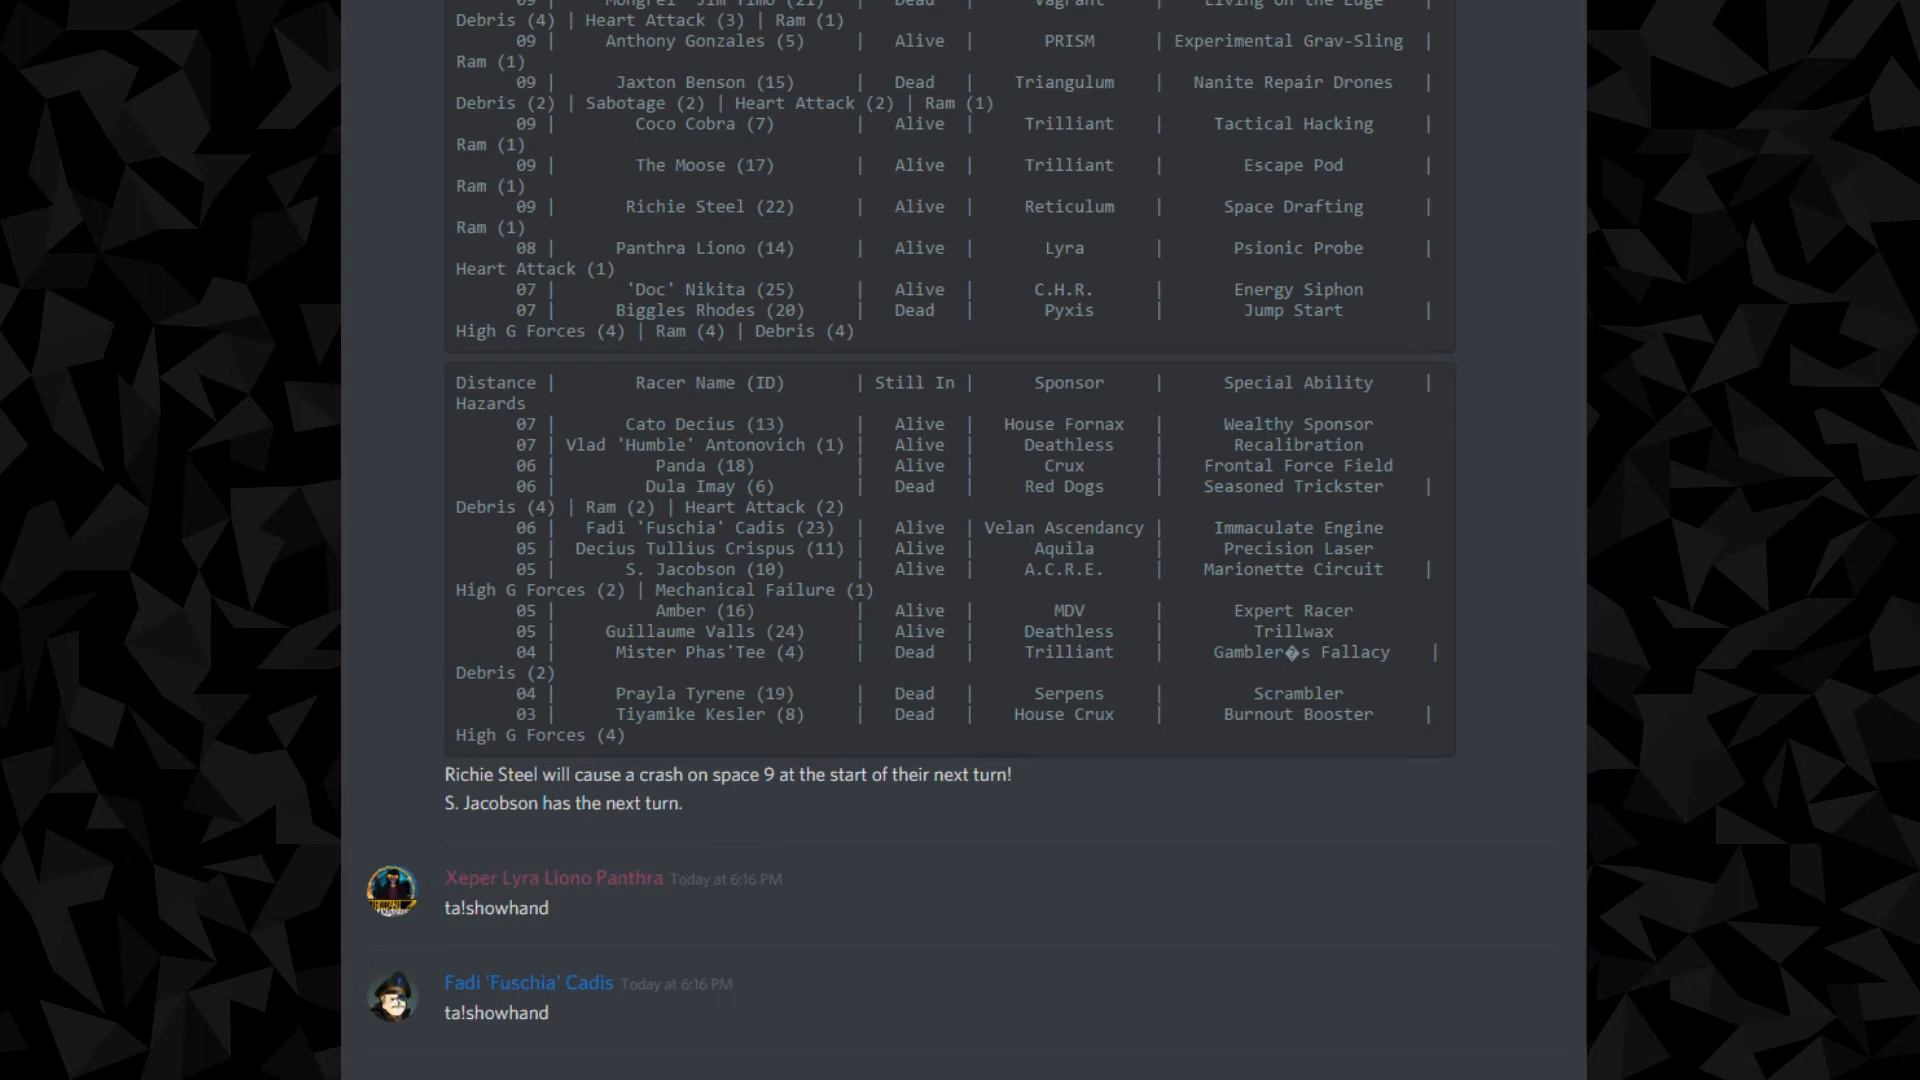 09 | Mongrel 'Jim Timo (21) | Dead | Vagrant | Living on the Edge |
Debris (4) | Heart Attack (3) | Ram (1)
09 | Anthony Gonzales (5) | Alive | PRISM | Experimental Grav-Sling |
Ram (1)
09 | Jaxton Benson (15) | Dead | Triangulum | Nanite Repair Drones |
Debris (2) | Sabotage (2) | Heart Attack (2) | Ram (1)
09 | Coco Cobra (7) | Alive | Trilliant | Tactical Hacking |
Ram (1)
09 | The Moose (17) | Alive | Trilliant | Escape Pod |
Ram (1)
09 | Richie Steel (22) | Alive | Reticulum | Space Drafting |
Ram (1)
08 | Panthra Liono (14) | Alive | Lyra | Psionic Probe |
Heart Attack (1)
07 | 'Doc' Nikita (25) | Alive | C.H.R. | Energy Siphon
07 | Biggles Rhodes (20) | Dead | Pyxis | Jump Start |
High G Forces (4) | Ram (4) | Debris (4)
Distance | Racer Name (ID) | Still In | Sponsor | Special Ability |
Hazards
07 | Cato Decius (13) | Alive | House Fornax | Wealthy Sponsor
07 | Vlad 'Humble' Antonovich (1) | Alive | Deathless | Recalibration
06 | Panda (18) | Alive | Crux | Frontal Force Field
06 | Dula Imay (6) | Dead | Red Dogs | Seasoned Trickster |
Debris (4) | Ram (2) | Heart Attack (2)
06 | Fadi 'Fuschia' Cadis (23) | Alive | Velan Ascendancy | Immaculate Engine
05 | Decius Tullius Crispus (11) | Alive | Aquila | Precision Laser
05 | S. Jacobson (10) | Alive | A.C.R.E. | Marionette Circuit |
High G Forces (2) | Mechanical Failure (1)
05 | Amber (16) | Alive | MDV | Expert Racer
05 | Guillaume Valls (24) | Alive | Deathless | Trillwax
04 | Mister Phas'Tee (4) | Dead | Trilliant | Gambler�s Fallacy |
Debris (2)
04 | Prayla Tyrene (19) | Dead | Serpens | Scrambler
03 | Tiyamike Kesler (8) | Dead | House Crux | Burnout Booster |
High G Forces (4)
Richie Steel will cause a crash on space 9 at the start of their next turn!
S. Jacobson has the next turn.
Xeper Lyra Liono Panthra Today at 6:16 PM
ta!showhand
Fadi 'Fuschia' Cadis Today at 6:16 PM
ta!showhand